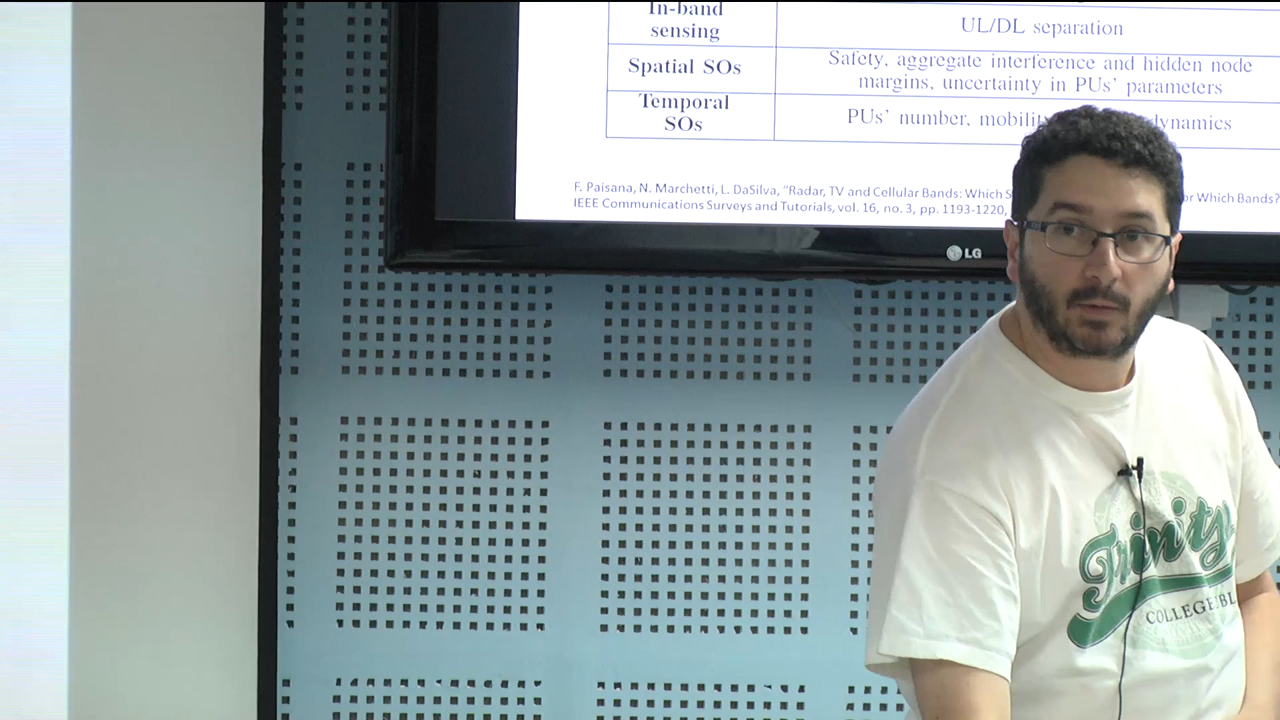 In-band
sensing
UL/DL separation
Spatial SOs
Safety, aggregate interference and hidden node
margins, uncertainty in PUs' parameters
Temporal
SOs
PUs' number, dynamics
F. Paisana, N. Marchetti, L. DaSilva, "Radar, TV and Cellular Bands: Which or Which Bands?
IEEE Communications Surveys and Tutorials, vol. 16, no. 3, pp. 1193-1220,
LG
Trinity
COLLEGE